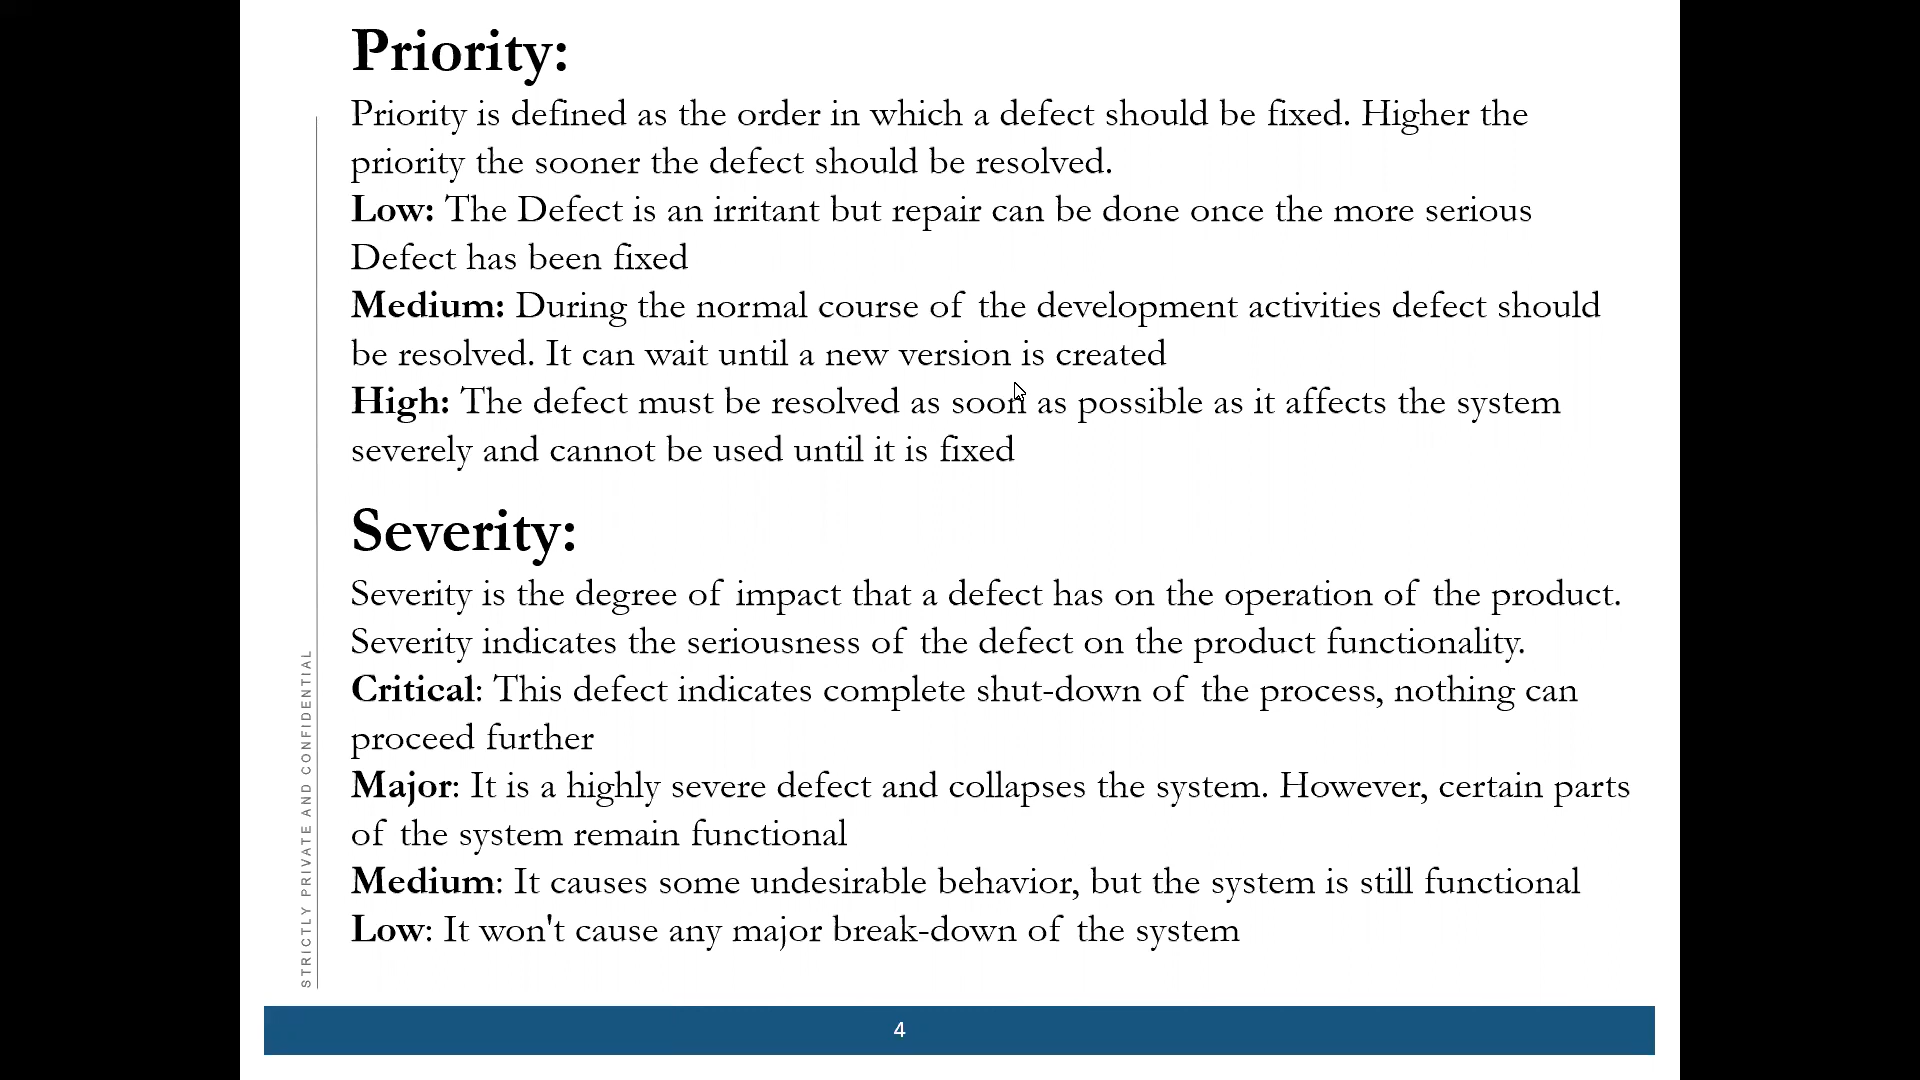 Priority:
Priority is defined as the order in which a defect should be fixed. Higher the
priority the sooner the defect should be resolved.
Low: The Defect is an irritant but repair can be done once the more serious
Defect has been fixed
Medium: During the normal course of the development activities defect should
be resolved. It can wait until a new version is created
High: The defect must be resolved as soon as possible as it affects the system
severely and cannot be used until it is fixed
Severity:
Severity is the degree of impact that a defect has on the operation of the product.
Severity indicates the seriousness of the defect on the product functionality.
Critical: This defect indicates complete shut-down of the process, nothing can
proceed further
Major: It is a highly severe defect and collapses the system. However, certain parts
of the system remain functional
Medium: It causes some undesirable behavior, but the system is still functional
Low: It won't cause any major break-down of the system
STRICTLY PRIVATE AND CONFIDENTIAL
4